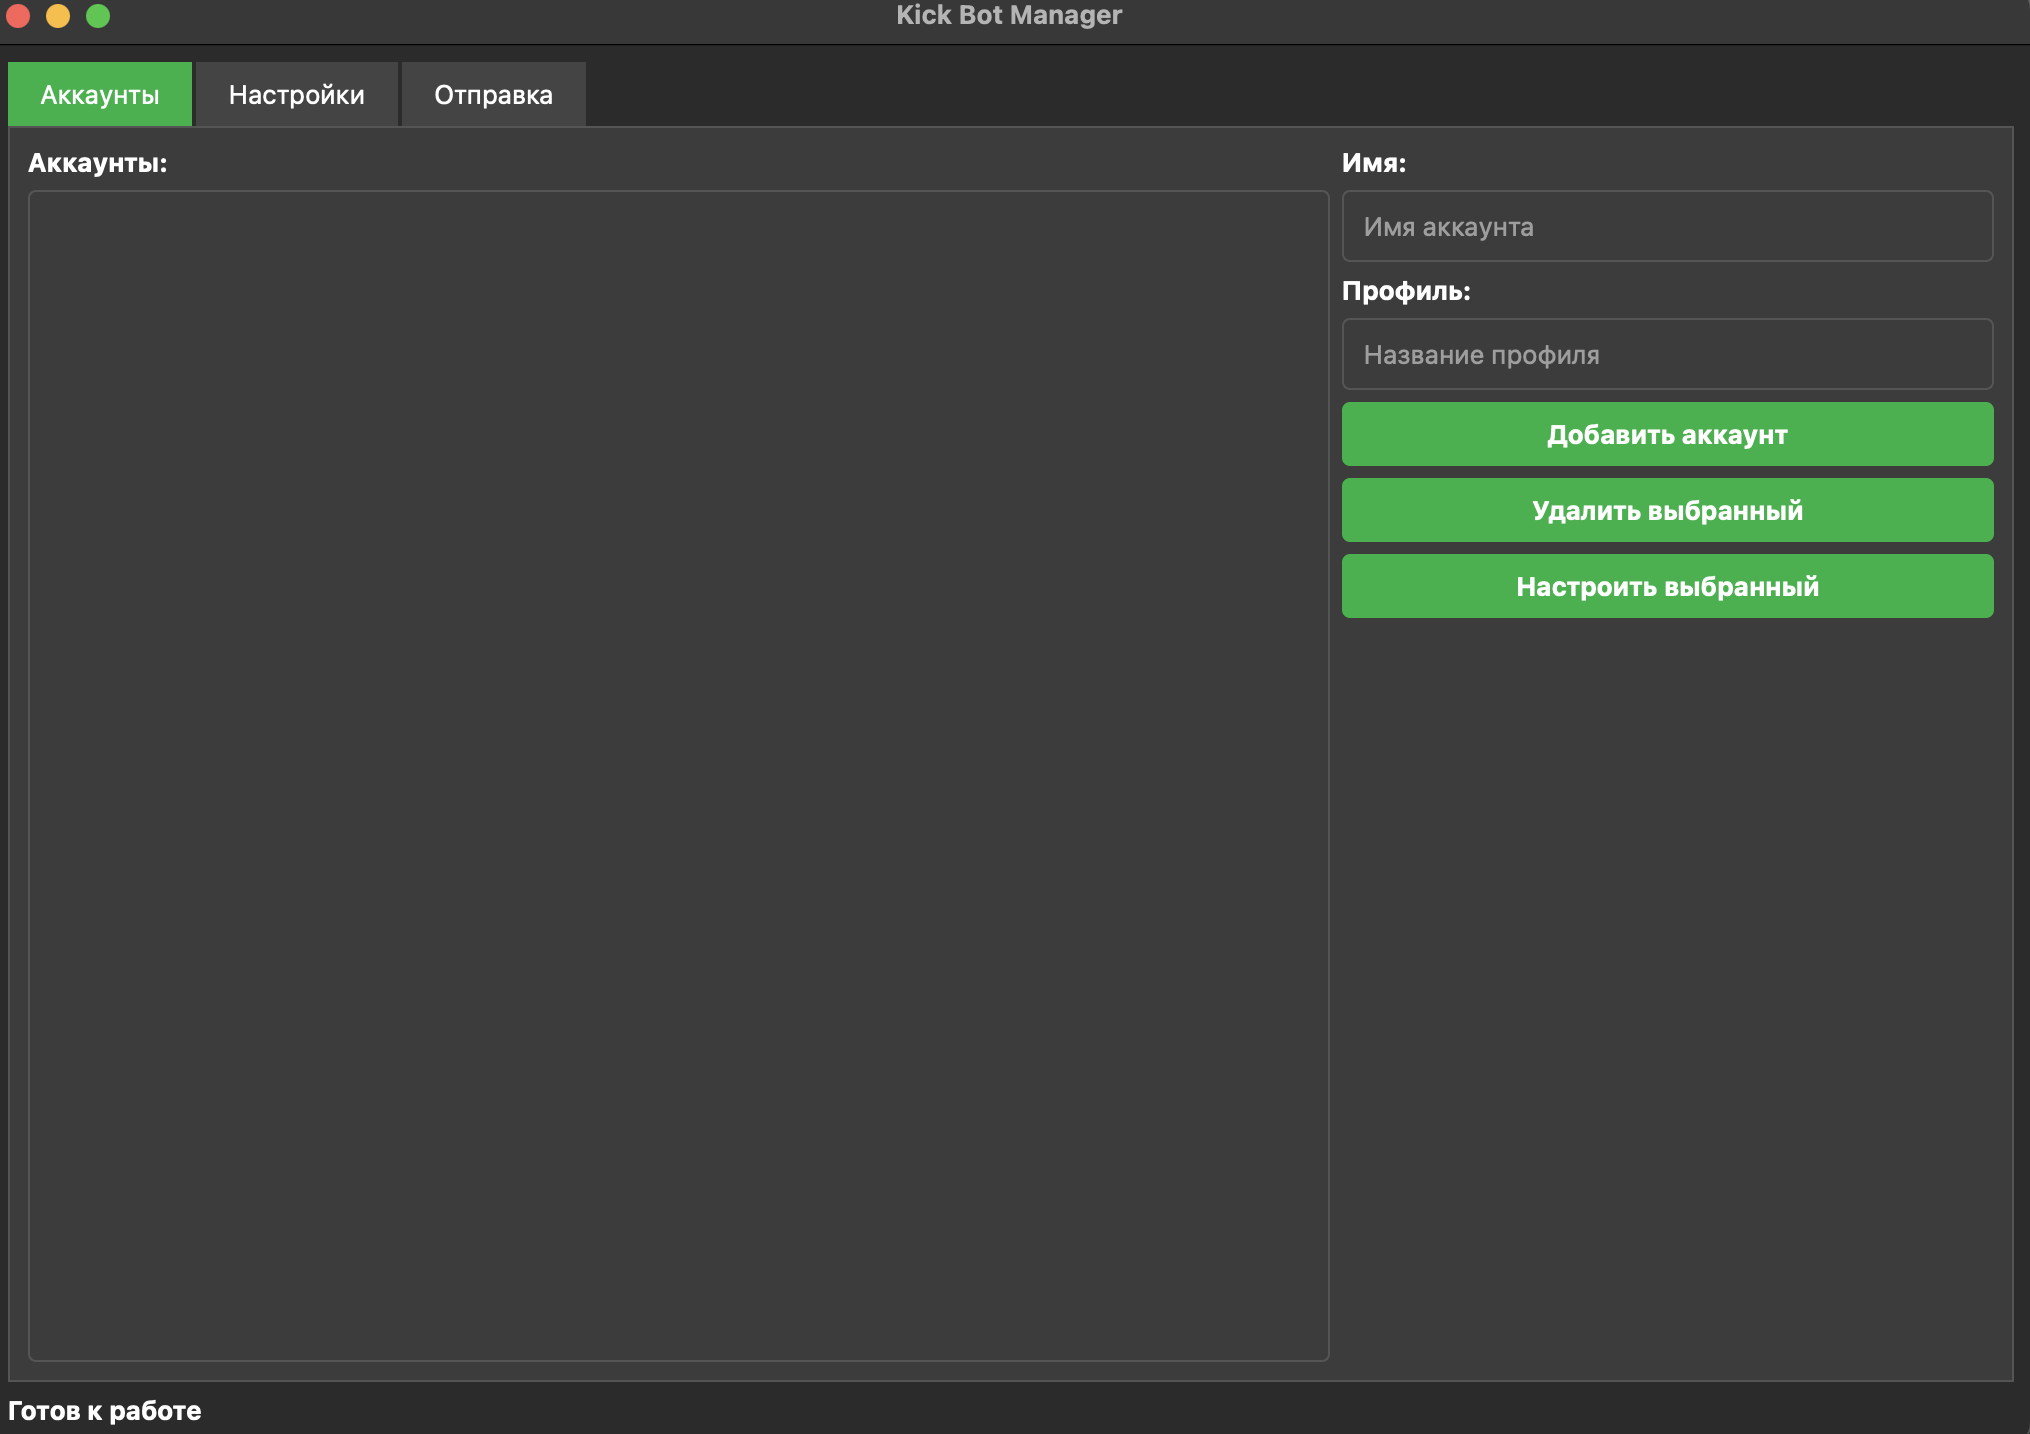 Kick Bot Manager
Аккаунты Настройки Отправка
Аккаунты:
Имя:
Имя аккаунта
Профиль:
Название профиля
Добавить аккаунт
Удалить выбранный
Настроить выбранный
Готов к работе